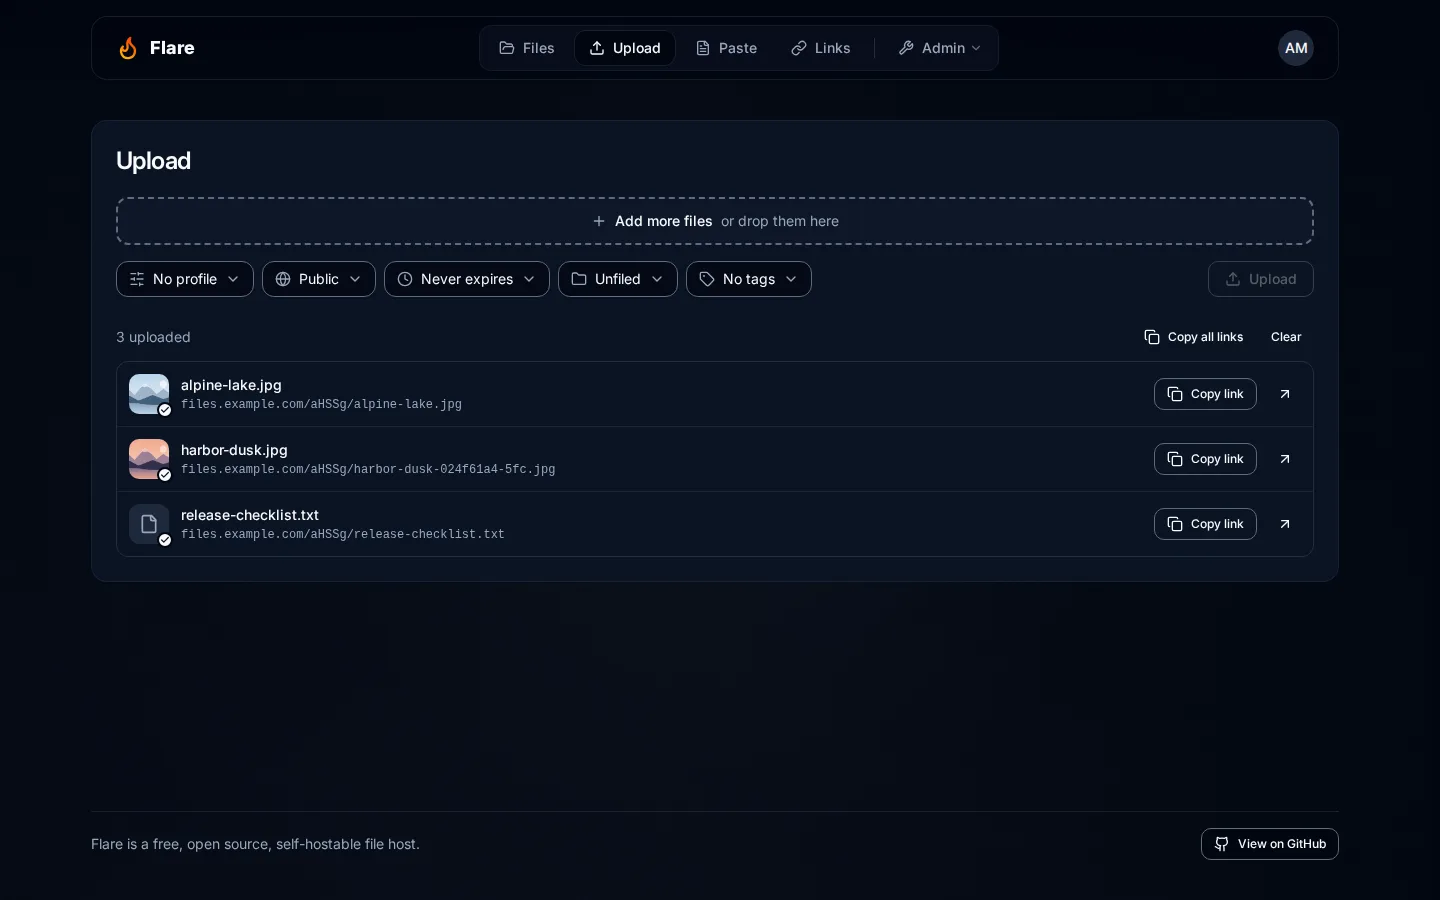 Flare
Files
Upload
Paste
Links
Admin
AM
Upload
Add more files or drop them here
No profile
Public
Never expires
Unfiled
No tags
Upload
3 uploaded
Copy all links
Clear
alpine-lake.jpg
files.example.com/aHSSg/alpine-lake.jpg
Copy link
harbor-dusk.jpg
files.example.com/aHSSg/harbor-dusk-024f61a4-5fc.jpg
Copy link
release-checklist.txt
files.example.com/aHSSg/release-checklist.txt
Copy link
Flare is a free, open source, self-hostable file host.
View on GitHub